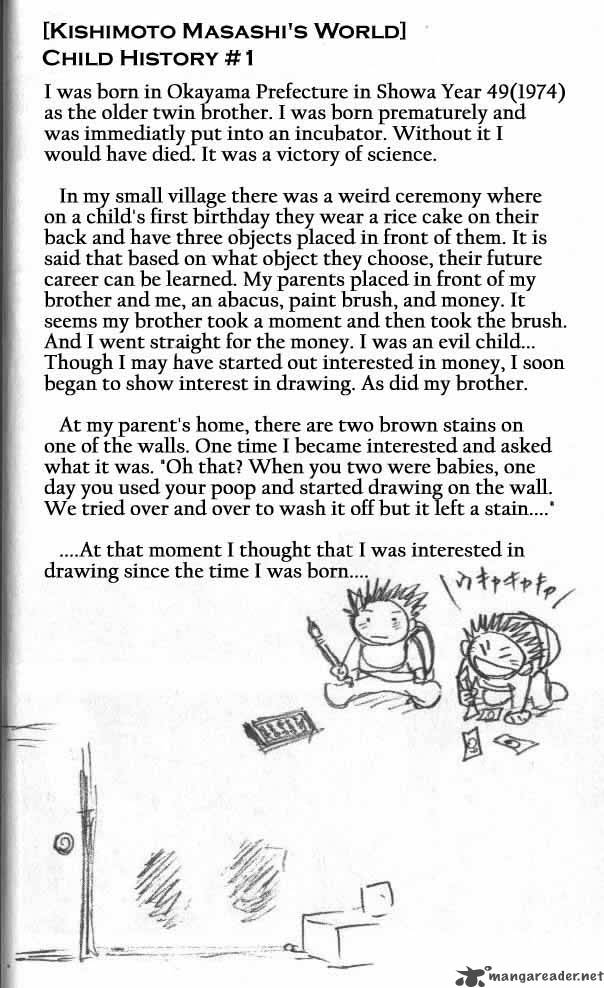 [Kishimoto Masashi's World]
Child History #1
I was born in Okayama Prefecture in Showa Year 49(1974)
as the older twin brother. I was born prematurely and
was immediatly put into an incubator. Without it I
would have died. It was a victory of science.
In my small village there was a weird ceremony where
on a child's first birthday they wear a rice cake on their
back and have three objects placed in front of them. It is
said that based on what object they choose, their future
career can be learned. My parents placed in front of my
brother and me, an abacus, paint brush, and money. It
seems my brother took a moment and then took the brush.
And I went straight for the money. I was an evil child...
Though I may have started out interested in money, I soon
began to show interest in drawing. As did my brother.
At my parent's home, there are two brown stains on
one of the walls. One time I became interested and asked
what it was. "Oh that? When you two were babies, one
day you used your poop and started drawing on the wall.
We tried over and over to wash it off but it left a stain...."
....At that moment I thought that I was interested in
drawing since the time I was born....
キャキャキャ
mangareader.net